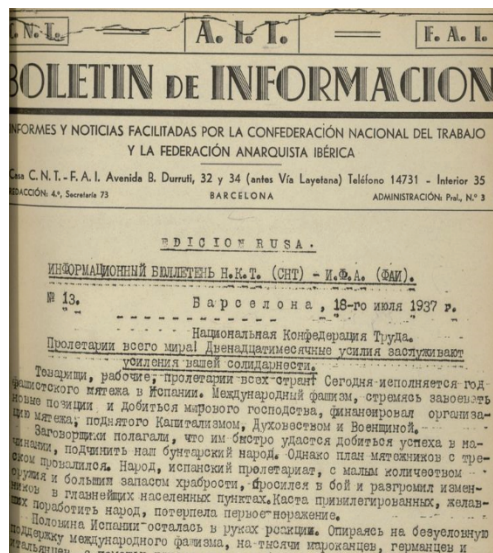 C. N. T. A. I. T. F. A. I.
BOLETIN DE INFORMACION
INFORMES Y NOTICIAS FACILITADAS POR LA CONFEDERACIÓN NACIONAL DEL TRABAJO
Y LA FEDERACIÓN ANARQUISTA IBÉRICA
Casa C. N. T. - F. A. I. Avenida B. Durruti, 32 y 34 (antes Vía Layetana) Teléfono 14731 - Interior 35
REDACCIÓN: 4.º, Secretaría 73 BARCELONA ADMINISTRACIÓN: Pral., N.º 3
EDICION RUSA.
ИНФОРМАЦИОННЫЙ БЮЛЛЕТЕНЬ Н.К.Т. (СНТ) - И.Ф.А. (ФАИ).
№ 13. Барселона, 18-го июля 1937 г.
Национальная Конфедерация Труда.
Пролетарии всего мира! Двенадцатимесячные усилия заслуживают
усиления вашей солидарности.
Товарищи, рабочие, пролетарии всех стран! Сегодня исполняется год
фашистского мятежа в Испании. Международный фашизм, стремясь завоевать
новые позиции и добиться мирового господства, финансировал организа-
цию мятежа, поднятого Капитализмом, Духовеством и Военщиной.
Заговорщики полагали, что им быстро удастся добиться успеха в на-
чинании, подчинить наш бунтарский народ. Однако план мятожников с тре-
ском провалился. Народ, испанский пролетариат, с малым количеством
оружия и большим запасом храбрости, бросился в бой и разгромил измен-
ников в главнейших населенных пунктах. Каста привилегированных, желав-
ших поработить народ, потерпела первое поражение.
Половина Испании осталась в руках реакции. Опираясь на безусловную
поддержку международного фашизма, на тысячи марокканцев, германцев и